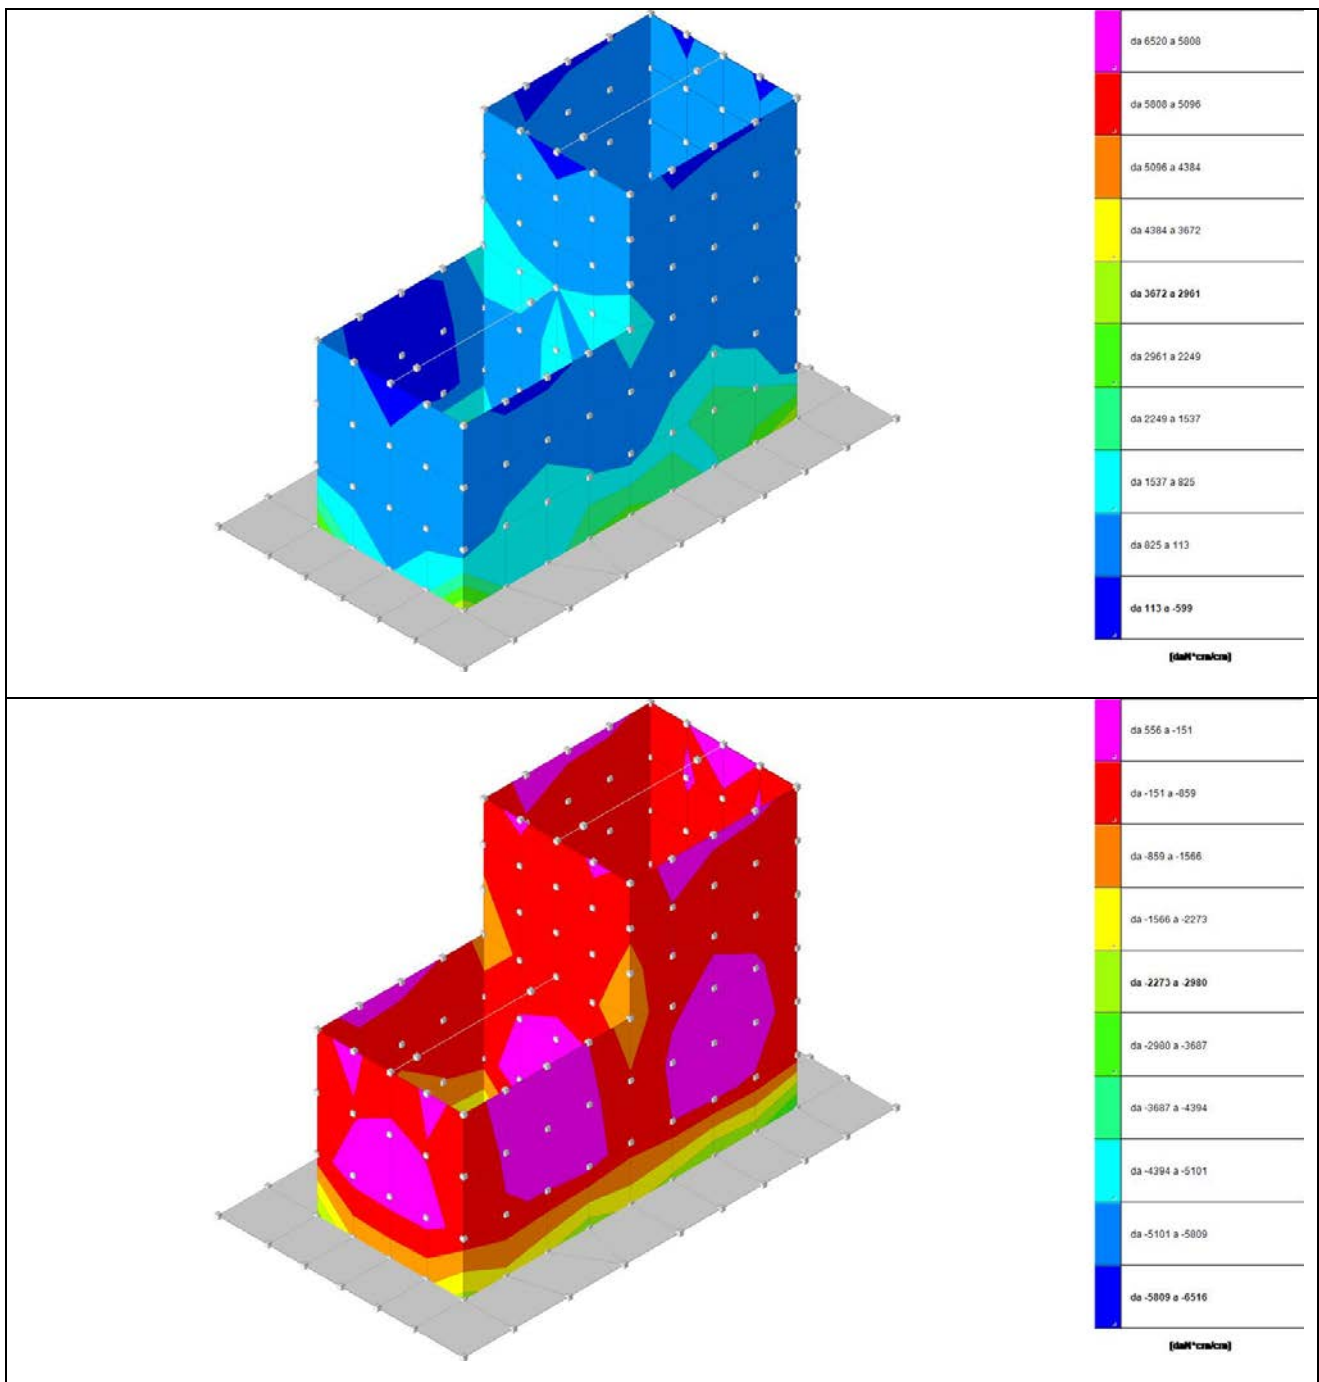 da 6520 a 5808
da 5808 a 5096
da 5096 a 4384
da 4384 a 3672
da 3672 a 2961
da 2961 a 2249
da 2249 a 1537
da 1537 a 825
da 825 a 113
da 113 a -599
[daN*cm/cm]
da 556 a -151
da -151 a -859
da -859 a -1566
da -1566 a -2273
da -2273 a -2980
da -2980 a -3687
da -3687 a -4394
da -4394 a -5101
da -5101 a -5809
da -5809 a -6516
[daN*cm/cm]